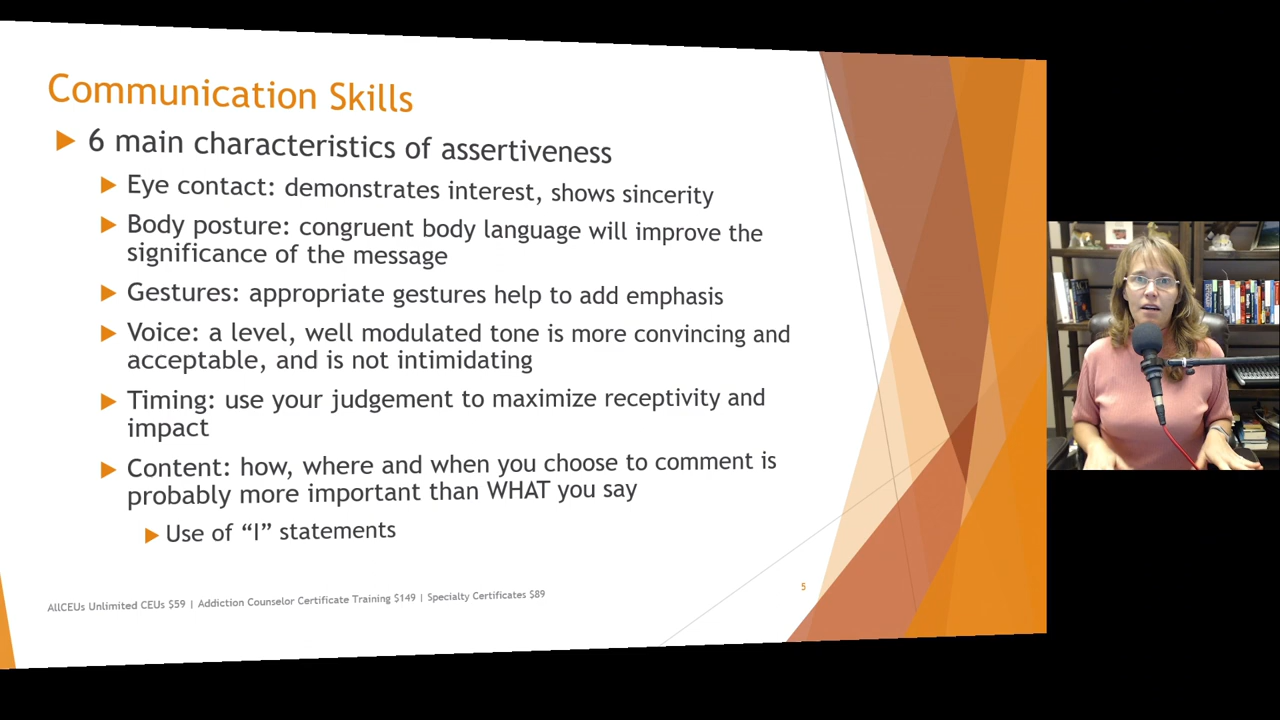 Communication Skills
6 main characteristics of assertiveness
Eye contact: demonstrates interest, shows sincerity
Body posture: congruent body language will improve the
significance of the message
Gestures: appropriate gestures help to add emphasis
Voice: a level, well modulated tone is more convincing and
acceptable, and is not intimidating
Timing: use your judgement to maximize receptivity and
impact
Content: how, where and when you choose to comment is
probably more important than WHAT you say
Use of “I” statements
AllCEUs Unlimited CEUs $59 | Addiction Counselor Certificate Training $149 | Specialty Certificates $89
5